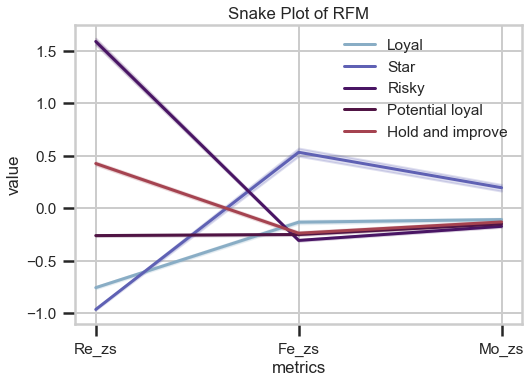 Snake Plot of RFM
value
1.5
1.0
0.5
0.0
−0.5
−1.0
Loyal
Star
Risky
Potential loyal
Hold and improve
Re_zs
Fe_zs
Mo_zs
metrics